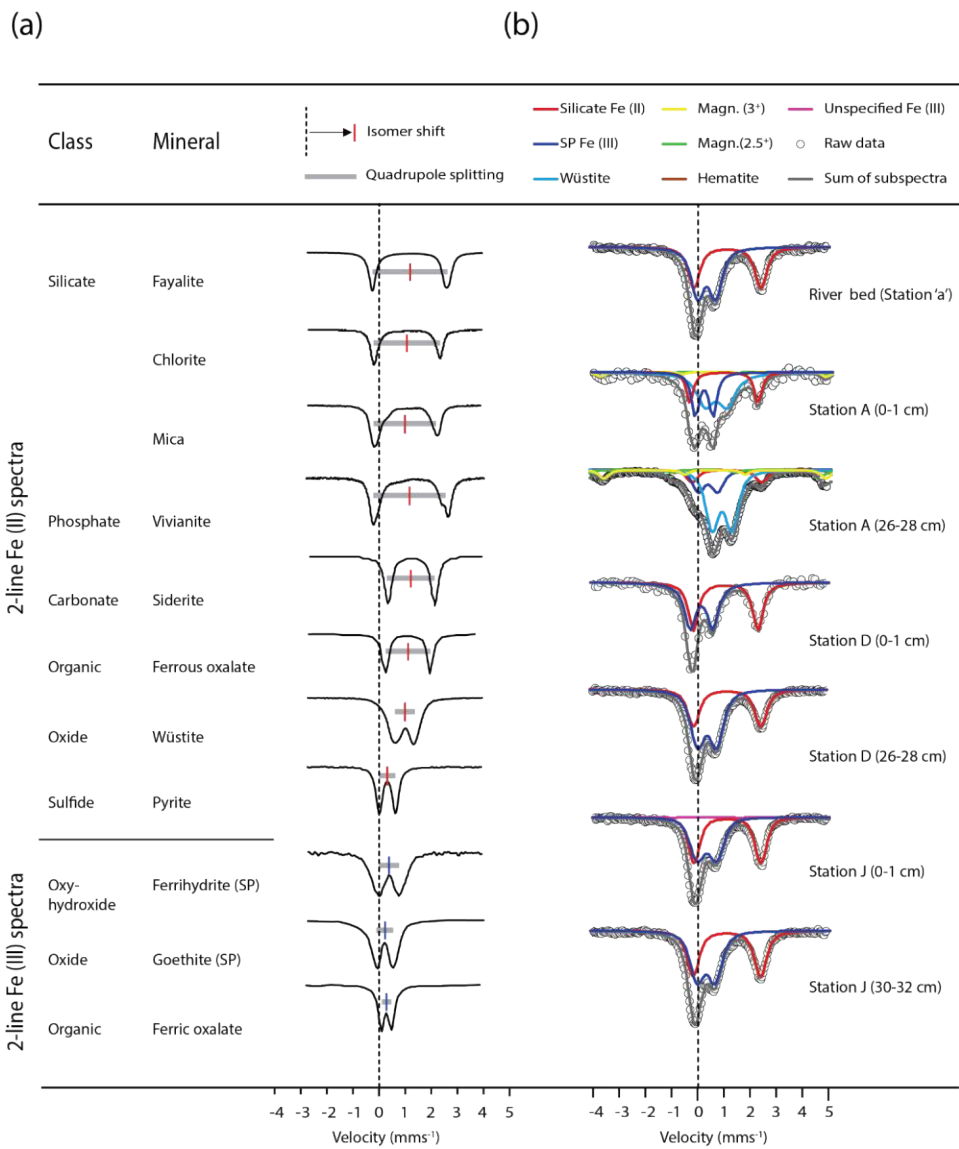 (a)
(b)
Class Mineral
Isomer shift
Quadrupole splitting
Silicate Fe (II) Magn. (3⁺) Unspecified Fe (III)
SP Fe (III) Magn.(2.5⁺) Raw data
Wüstite Hematite Sum of subspectra
2-line Fe (II) spectra
Silicate Fayalite
Chlorite
Mica
Phosphate Vivianite
Carbonate Siderite
Organic Ferrous oxalate
Oxide Wüstite
Sulfide Pyrite
2-line Fe (III) spectra
Oxy-
hydroxide
Ferrihydrite (SP)
Oxide Goethite (SP)
Organic Ferric oxalate
River bed (Station 'a')
Station A (0-1 cm)
Station A (26-28 cm)
Station D (0-1 cm)
Station D (26-28 cm)
Station J (0-1 cm)
Station J (30-32 cm)
-4 -3 -2 -1 0 1 2 3 4 5
Velocity (mms⁻¹)
-4 -3 -2 -1 0 1 2 3 4 5
Velocity (mms⁻¹)